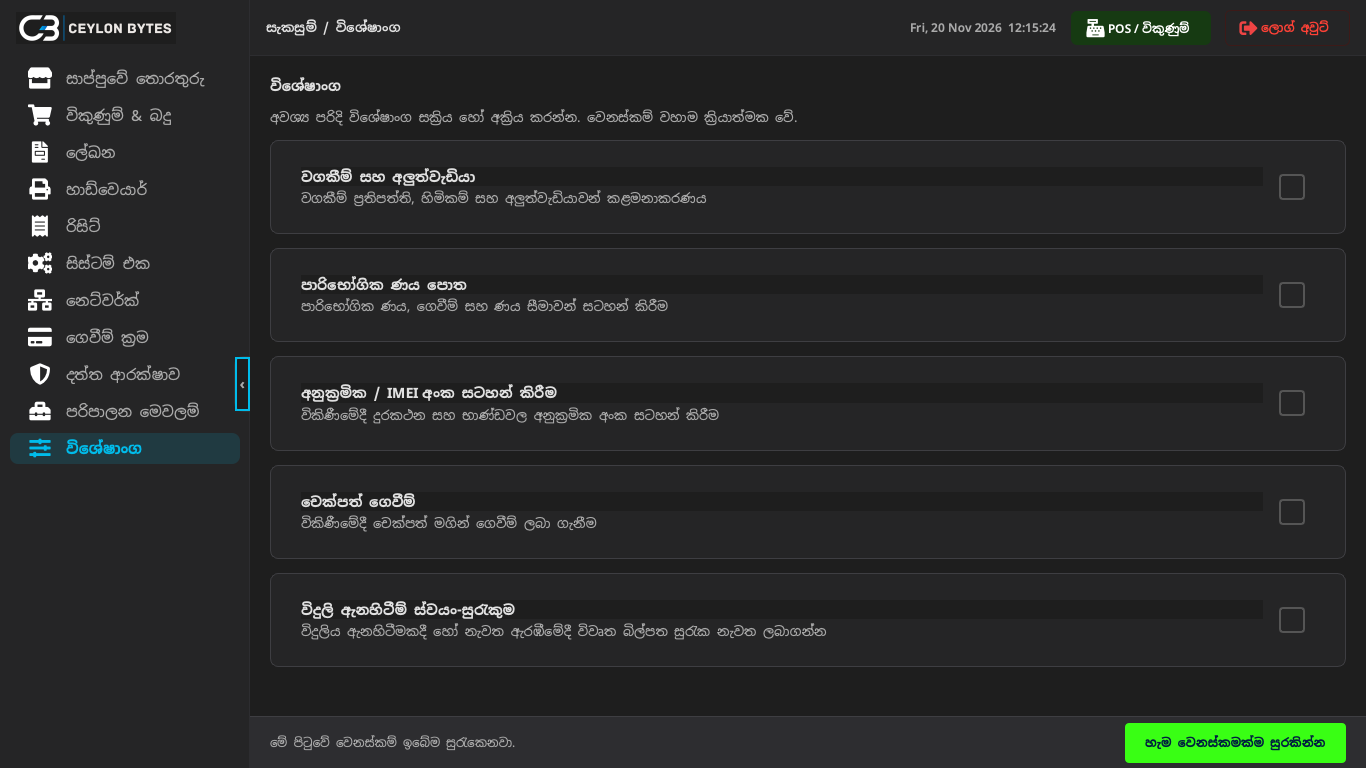 CB CEYLON BYTES
සැකසුම් / විශේෂාංග
Fri, 20 Nov 2026 12:15:24
POS / විකුණුම්
ලොග් අවුට්
සාප්පුවේ තොරතුරු
විකුණුම් & බදු
ලේඛන
හාඩ්වෙයාර්
රිසිට්
සිස්ටම් එක
නෙට්වර්ක්
ගෙවීම් ක්‍රම
දත්ත ආරක්ෂාව
පරිපාලන මෙවලම්
විශේෂාංග
‹
විශේෂාංග
අවශ්‍ය පරිදි විශේෂාංග සක්‍රිය හෝ අක්‍රිය කරන්න. වෙනස්කම් වහාම ක්‍රියාත්මක වේ.
වගකීම් සහ අලුත්වැඩියා
වගකීම් ප්‍රතිපත්ති, හිමිකම් සහ අලුත්වැඩියාවන් කළමනාකරණය
පාරිභෝගික ණය පොත
පාරිභෝගික ණය, ගෙවීම් සහ ණය සීමාවන් සටහන් කිරීම
අනුක්‍රමික / IMEI අංක සටහන් කිරීම
විකිණීමේදී දුරකථන සහ භාණ්ඩවල අනුක්‍රමික අංක සටහන් කිරීම
චෙක්පත් ගෙවීම්
විකිණීමේදී චෙක්පත් මගින් ගෙවීම් ලබා ගැනීම
විදුලි ඇනහිටීම් ස්වයං-සුරැකුම
විදුලිය ඇනහිටීමකදී හෝ නැවත ඇරඹීමේදී විවෘත බිල්පත සුරැක නැවත ලබාගන්න
මේ පිටුවේ වෙනස්කම් ඉබේම සුරැකෙනවා.
හැම වෙනස්කමක්ම සුරකින්න